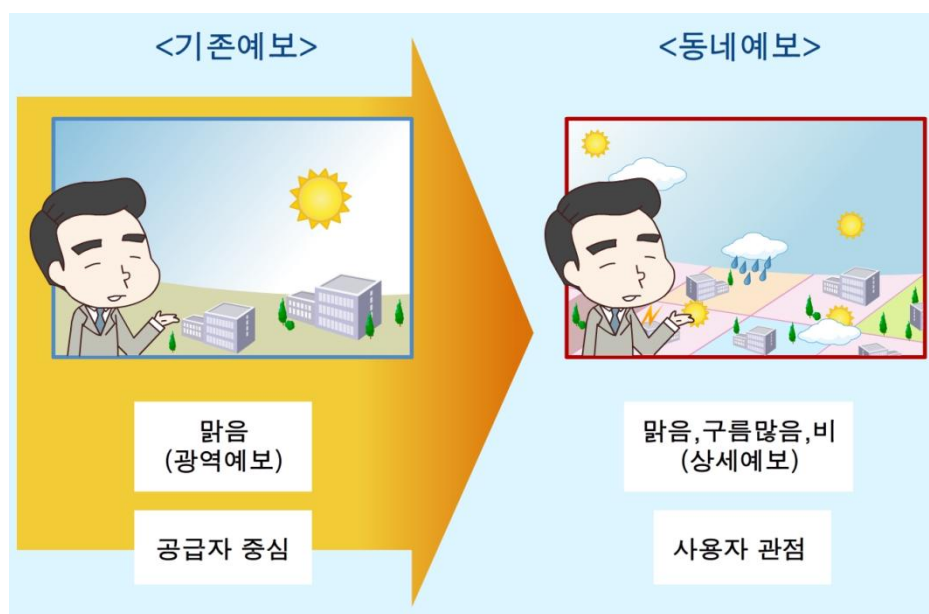 <기존예보>
<동네예보>
맑음
(광역예보)
맑음,구름많음,비
(상세예보)
공급자 중심
사용자 관점